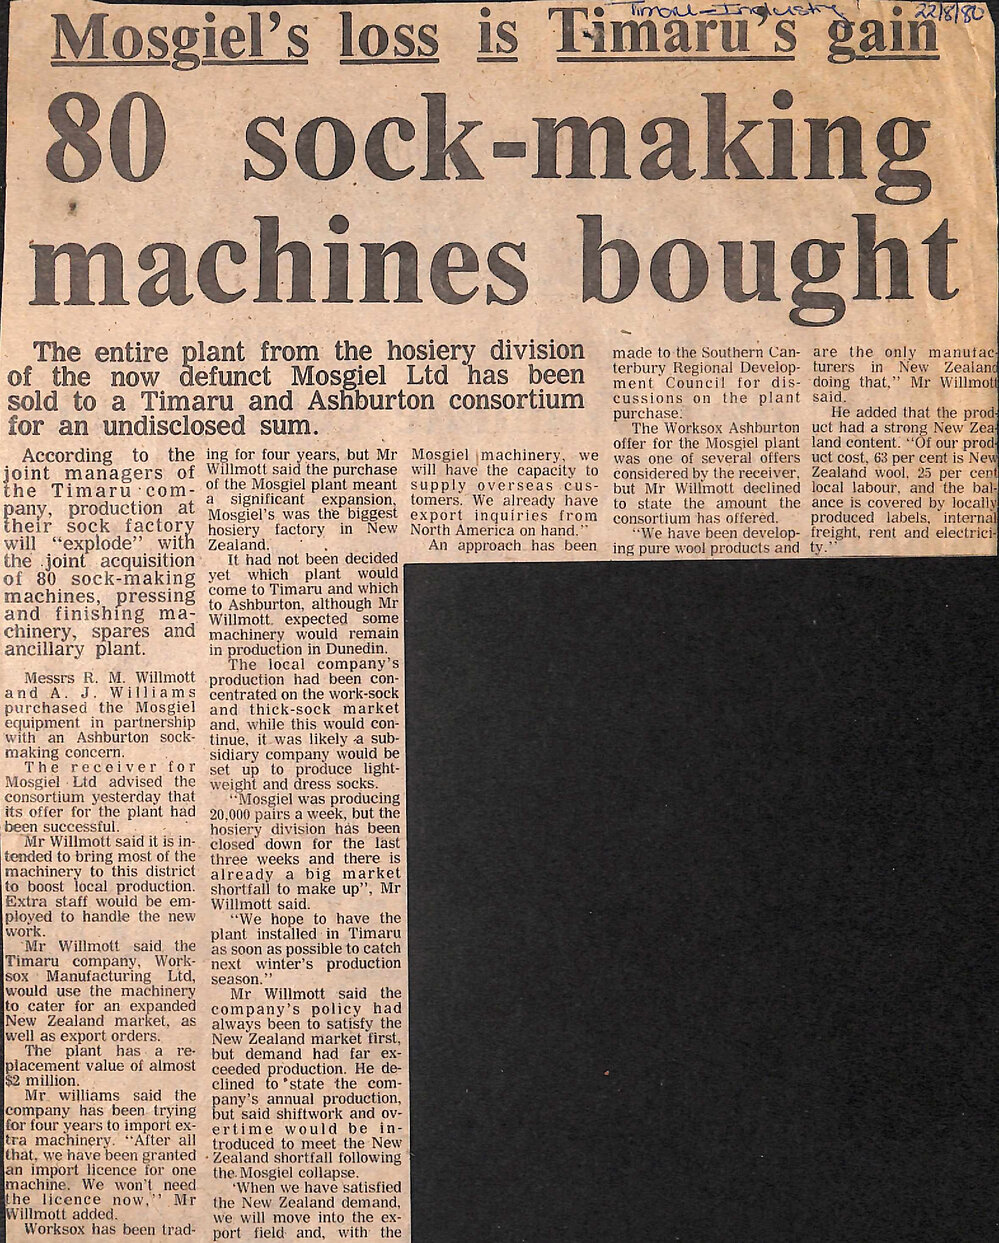 Timaru - Industry 22/8/80
Mosgiel's loss is Timaru's gain
80 sock-making
machines bought
The entire plant from the hosiery division
of the now defunct Mosgiel Ltd has been
sold to a Timaru and Ashburton consortium
for an undisclosed sum.
According to the
joint managers of
the Timaru com-
pany, production at
their sock factory
will "explode" with
the joint acquisition
of 80 sock-making
machines, pressing
and finishing ma-
chinery, spares and
ancillary plant.
Messrs R. M. Willmott
and A. J. Williams
purchased the Mosgiel
equipment in partnership
with an Ashburton sock-
making concern.
The receiver for
Mosgiel Ltd advised the
consortium yesterday that
its offer for the plant had
been successful.
Mr Willmott said it is in-
tended to bring most of the
machinery to this district
to boost local production.
Extra staff would be em-
ployed to handle the new
work.
Mr Willmott said the
Timaru company, Work-
sox Manufacturing Ltd,
would use the machinery
to cater for an expanded
New Zealand market, as
well as export orders.
The plant has a re-
placement value of almost
$2 million.
Mr williams said the
company has been trying
for four years to import ex-
tra machinery. "After all
that, we have been granted
an import licence for one
machine. We won't need
the licence now," Mr
Willmott added.
Worksox has been trad-
ing for four years, but Mr
Willmott said the purchase
of the Mosgiel plant meant
a significant expansion,
Mosgiel's was the biggest
hosiery factory in New
Zealand.
It had not been decided
yet which plant would
come to Timaru and which
to Ashburton, although Mr
Willmott expected some
machinery would remain
in production in Dunedin.
The local company's
production had been con-
centrated on the work-sock
and thick-sock market
and, while this would con-
tinue, it was likely a sub-
sidiary company would be
set up to produce light-
weight and dress socks.
"Mosgiel was producing
20,000 pairs a week, but the
hosiery division has been
closed down for the last
three weeks and there is
already a big market
shortfall to make up", Mr
Willmott said.
"We hope to have the
plant installed in Timaru
as soon as possible to catch
next winter's production
season."
Mr Willmott said the
company's policy had
always been to satisfy the
New Zealand market first,
but demand had far ex-
ceeded production. He de-
clined to state the com-
pany's annual production,
but said shiftwork and ov-
ertime would be in-
troduced to meet the New
Zealand shortfall following
the Mosgiel collapse.
'When we have satisfied
the New Zealand demand,
we will move into the ex-
port field and, with the
Mosgiel machinery, we
will have the capacity to
supply overseas cus-
tomers. We already have
export inquiries from
North America on hand."
An approach has been
made to the Southern Can-
terbury Regional Develop-
ment Council for dis-
cussions on the plant
purchase.
The Worksox Ashburton
offer for the Mosgiel plant
was one of several offers
considered by the receiver,
but Mr Willmott declined
to state the amount the
consortium has offered.
"We have been develop-
ing pure wool products and
are the only manufac-
turers in New Zealand
doing that," Mr Willmott
said.
He added that the prod-
uct had a strong New Zea-
land content. "Of our prod-
uct cost, 63 per cent is New
Zealand wool, 25 per cent
local labour, and the bal-
ance is covered by locally
produced labels, internal
freight, rent and electrici-
ty."